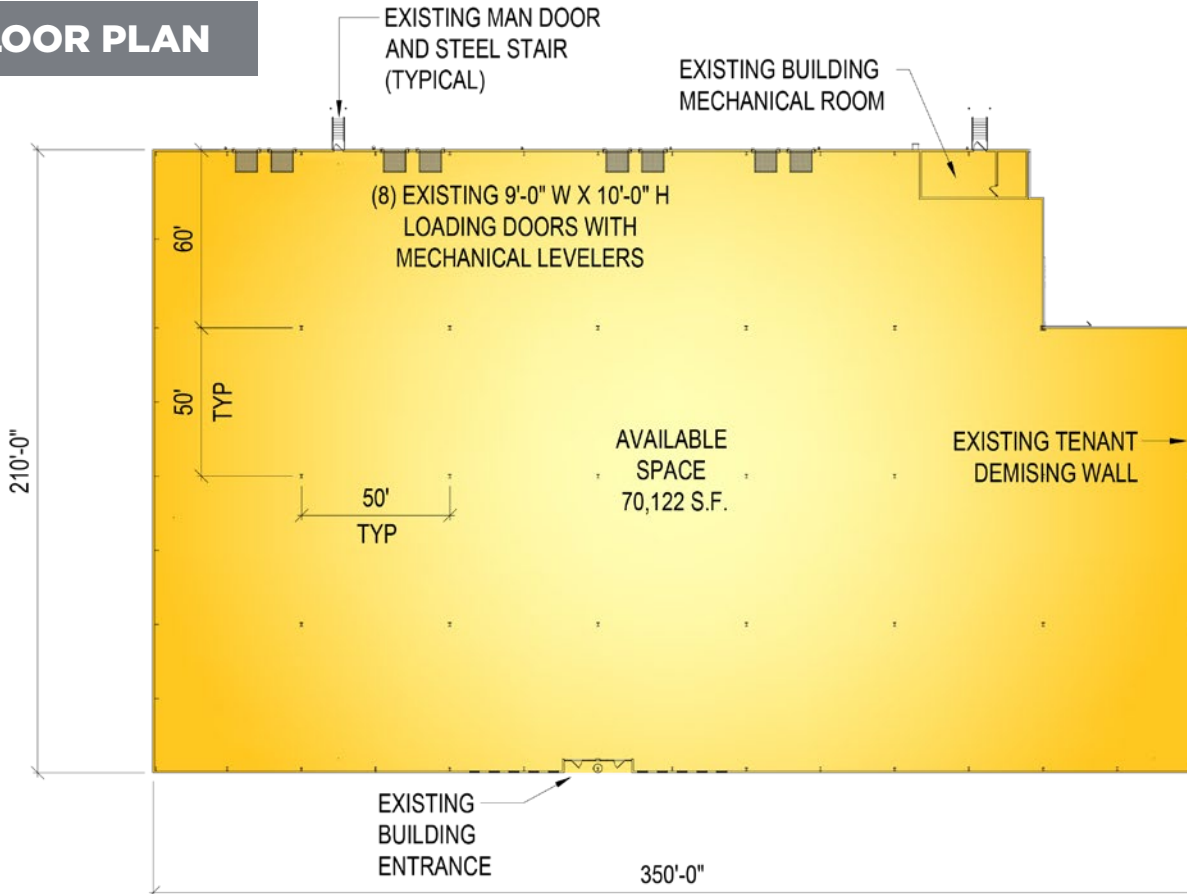 LOOR PLAN
EXISTING MAN DOOR
AND STEEL STAIR
(TYPICAL)
EXISTING BUILDING
MECHANICAL ROOM
(8) EXISTING 9'-0" W X 10'-0" H
LOADING DOORS WITH
MECHANICAL LEVELERS
60'
50'
TYP
210'-0"
50'
TYP
AVAILABLE
SPACE
70,122 S.F.
EXISTING TENANT
DEMISING WALL
EXISTING
BUILDING
ENTRANCE
350'-0"